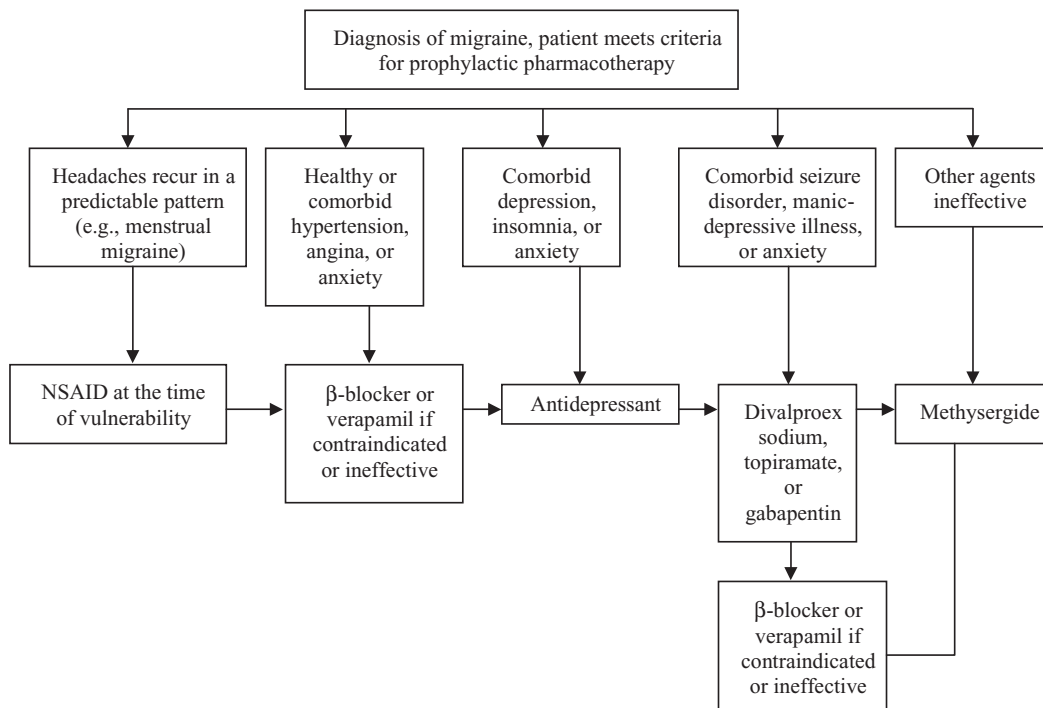 Diagnosis of migraine, patient meets criteria
for prophylactic pharmacotherapy
Headaches recur in a
predictable pattern
(e.g., menstrual
migraine)
Healthy or
comorbid
hypertension,
angina, or
anxiety
Comorbid
depression,
insomnia, or
anxiety
Comorbid seizure
disorder, manic-
depressive illness,
or anxiety
Other agents
ineffective
NSAID at the time
of vulnerability
β-blocker or
verapamil if
contraindicated
or ineffective
Antidepressant
Divalproex
sodium,
topiramate,
or
gabapentin
Methysergide
β-blocker or
verapamil if
contraindicated
or ineffective